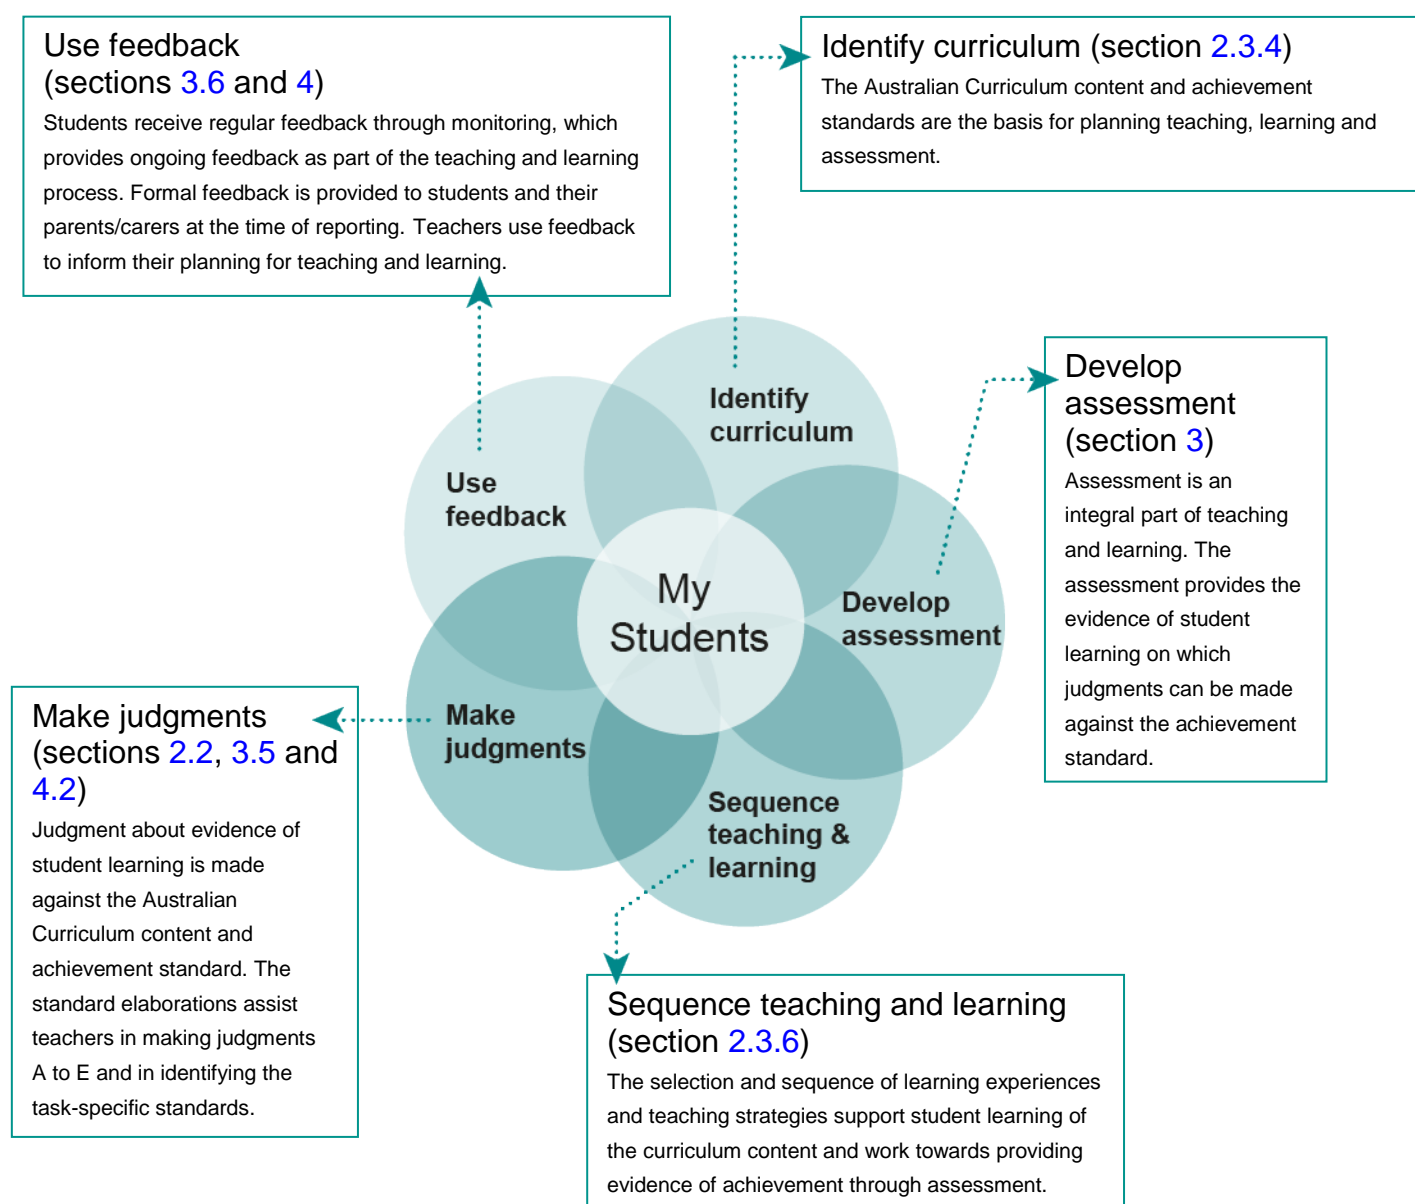 Use feedback
(sections 3.6 and 4)
Students receive regular feedback through monitoring, which
provides ongoing feedback as part of the teaching and learning
process. Formal feedback is provided to students and their
parents/carers at the time of reporting. Teachers use feedback
to inform their planning for teaching and learning.
Identify curriculum (section 2.3.4)
The Australian Curriculum content and achievement
standards are the basis for planning teaching, learning and
assessment.
Develop
assessment
(section 3)
Assessment is an
integral part of teaching
and learning. The
assessment provides the
evidence of student
learning on which
judgments can be made
against the achievement
standard.
Identify
curriculum
Use
feedback
My
Students
Develop
assessment
Make
judgments
Sequence
teaching &
learning
Make judgments
(sections 2.2, 3.5 and
4.2)
Judgment about evidence of
student learning is made
against the Australian
Curriculum content and
achievement standard. The
standard elaborations assist
teachers in making judgments
A to E and in identifying the
task-specific standards.
Sequence teaching and learning
(section 2.3.6)
The selection and sequence of learning experiences
and teaching strategies support student learning of
the curriculum content and work towards providing
evidence of achievement through assessment.